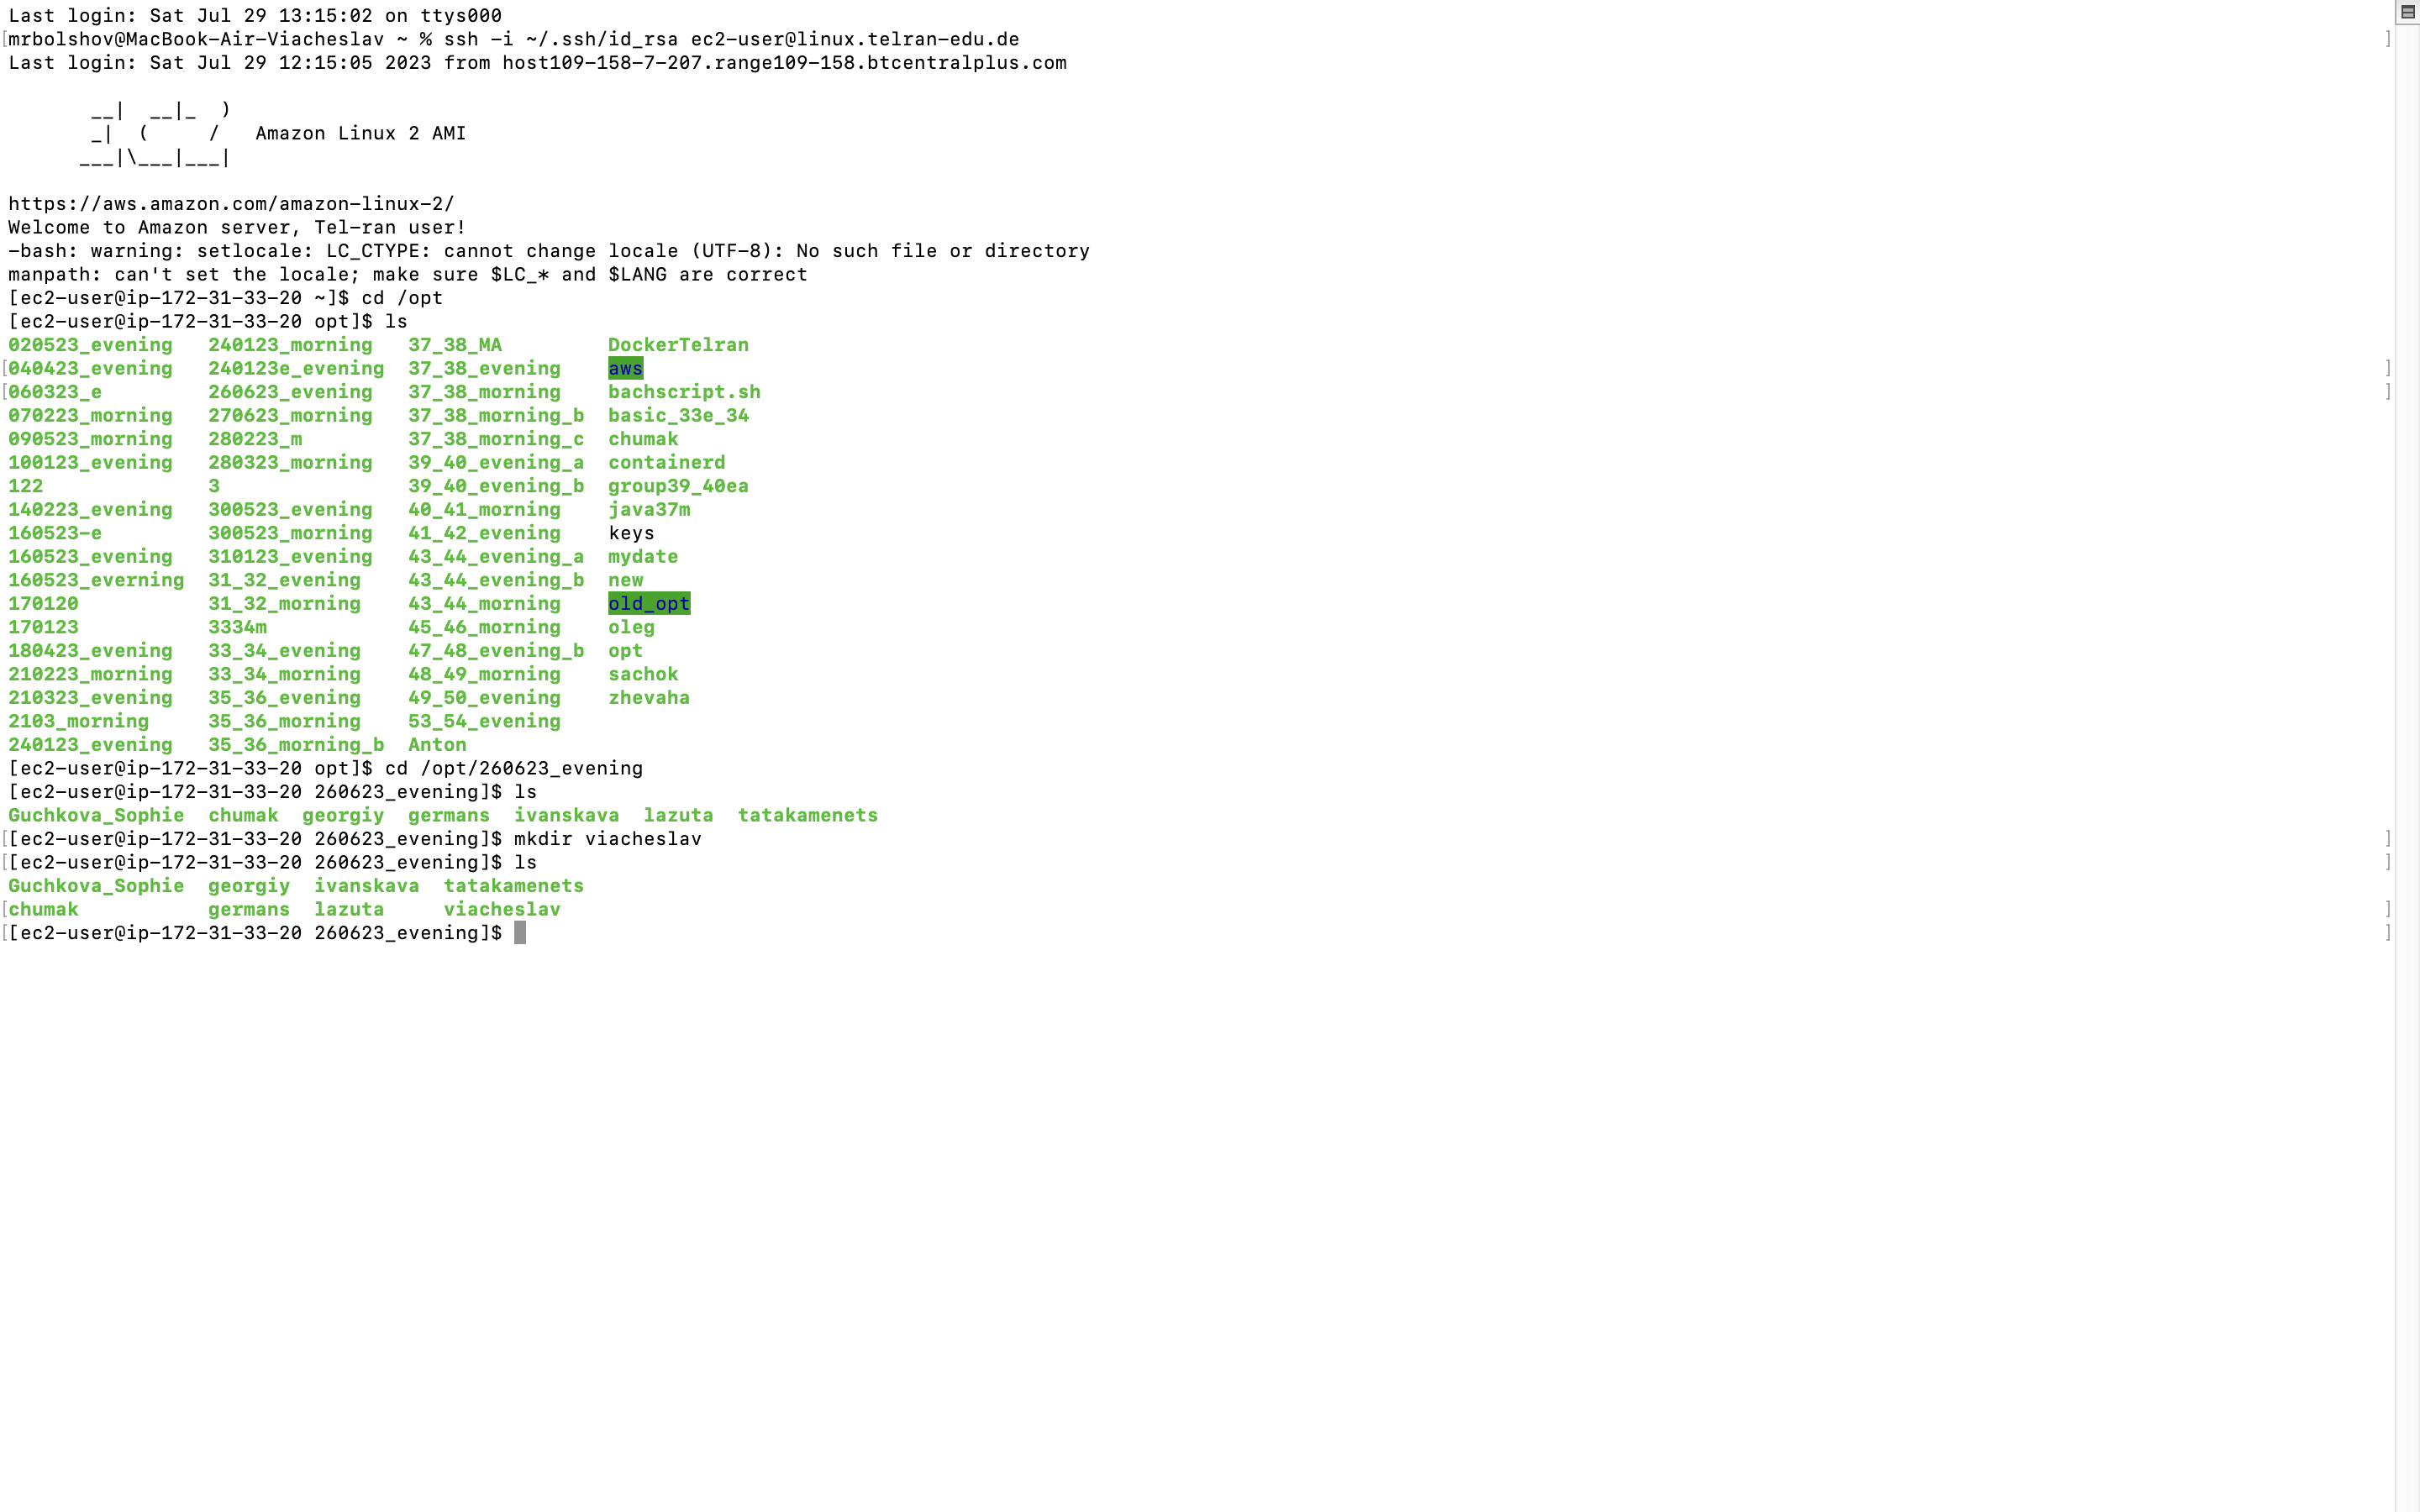 Last login: Sat Jul 29 13:15:02 on ttys000
[mrbolshov@MacBook-Air-Viacheslav ~ % ssh -i ~/.ssh/id_rsa ec2-user@linux.telran-edu.de ]
Last login: Sat Jul 29 12:15:05 2023 from host109-158-7-207.range109-158.btcentralplus.com

       __|  __|_  )
       _|  (     /   Amazon Linux 2 AMI
      ___|\___|___|

https://aws.amazon.com/amazon-linux-2/
Welcome to Amazon server, Tel-ran user!
-bash: warning: setlocale: LC_CTYPE: cannot change locale (UTF-8): No such file or directory
manpath: can't set the locale; make sure $LC_* and $LANG are correct
[ec2-user@ip-172-31-33-20 ~]$ cd /opt
[ec2-user@ip-172-31-33-20 opt]$ ls
020523_evening   240123_morning   37_38_MA         DockerTelran
[040423_evening   240123e_evening  37_38_evening    aws ]
[060323_e         260623_evening   37_38_morning    bachscript.sh ]
070223_morning   270623_morning   37_38_morning_b  basic_33e_34
090523_morning   280223_m         37_38_morning_c  chumak
100123_evening   280323_morning   39_40_evening_a  containerd
122              3                39_40_evening_b  group39_40ea
140223_evening   300523_evening   40_41_morning    java37m
160523-e         300523_morning   41_42_evening    keys
160523_evening   310123_evening   43_44_evening_a  mydate
160523_everning  31_32_evening    43_44_evening_b  new
170120           31_32_morning    43_44_morning    old_opt
170123           3334m            45_46_morning    oleg
180423_evening   33_34_evening    47_48_evening_b  opt
210223_morning   33_34_morning    48_49_morning    sachok
210323_evening   35_36_evening    49_50_evening    zhevaha
2103_morning     35_36_morning    53_54_evening
240123_evening   35_36_morning_b  Anton
[ec2-user@ip-172-31-33-20 opt]$ cd /opt/260623_evening
[ec2-user@ip-172-31-33-20 260623_evening]$ ls
Guchkova_Sophie  chumak  georgiy  germans  ivanskava  lazuta  tatakamenets
[[ec2-user@ip-172-31-33-20 260623_evening]$ mkdir viacheslav ]
[[ec2-user@ip-172-31-33-20 260623_evening]$ ls ]
Guchkova_Sophie  georgiy  ivanskava  tatakamenets
[chumak           germans  lazuta     viacheslav ]
[[ec2-user@ip-172-31-33-20 260623_evening]$ ]